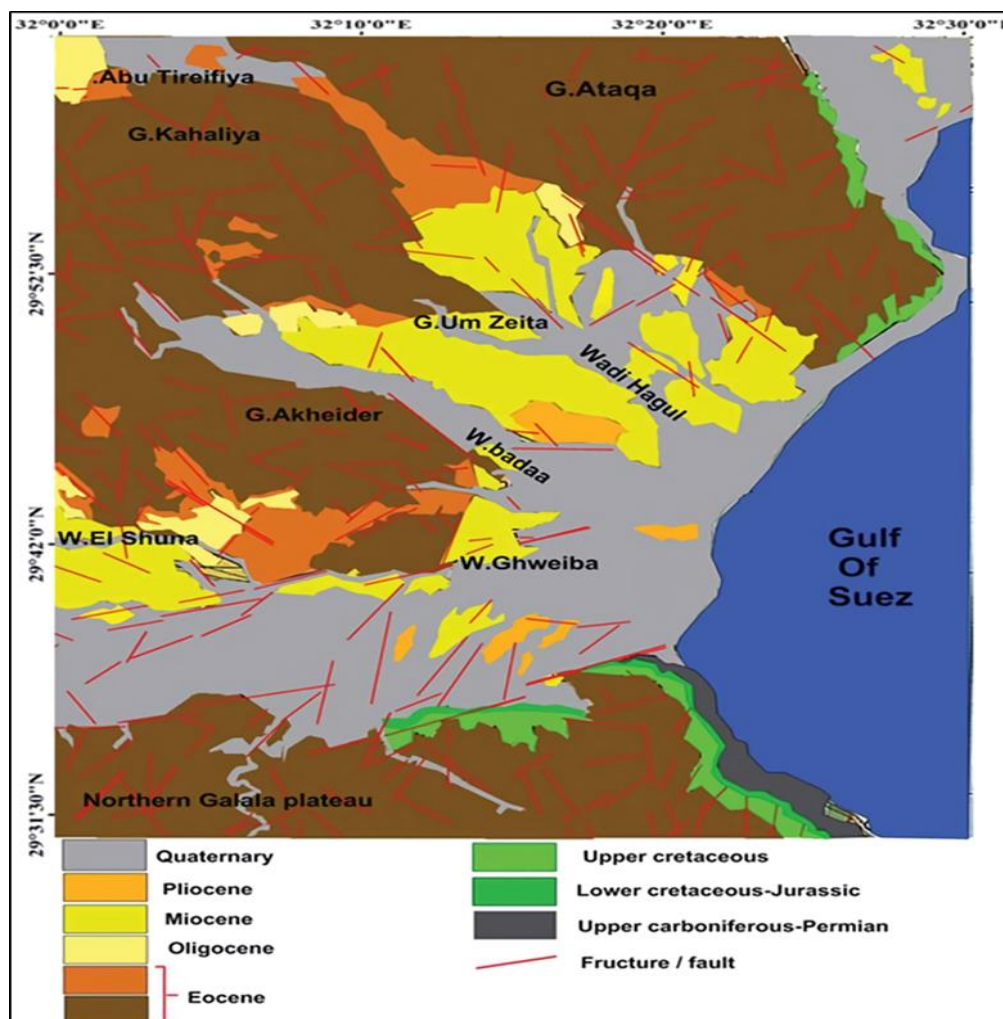 32°0'0"E 32°10'0"E 32°20'0"E 32°30'0"E
.Abu Tireifiya
G.Ataqa
G.Kahaliya
29°52'30"N
G.Um Zeita
Wadi Hagul
G.Akheider
W.badaa
29°42'0"N
W.El Shuna
W.Ghweiba
Gulf
Of
Suez
29°31'30"N
Northern Galala plateau
Quaternary
Pliocene
Miocene
Oligocene
Eocene
Upper cretaceous
Lower cretaceous-Jurassic
Upper carboniferous-Permian
Fructure / fault